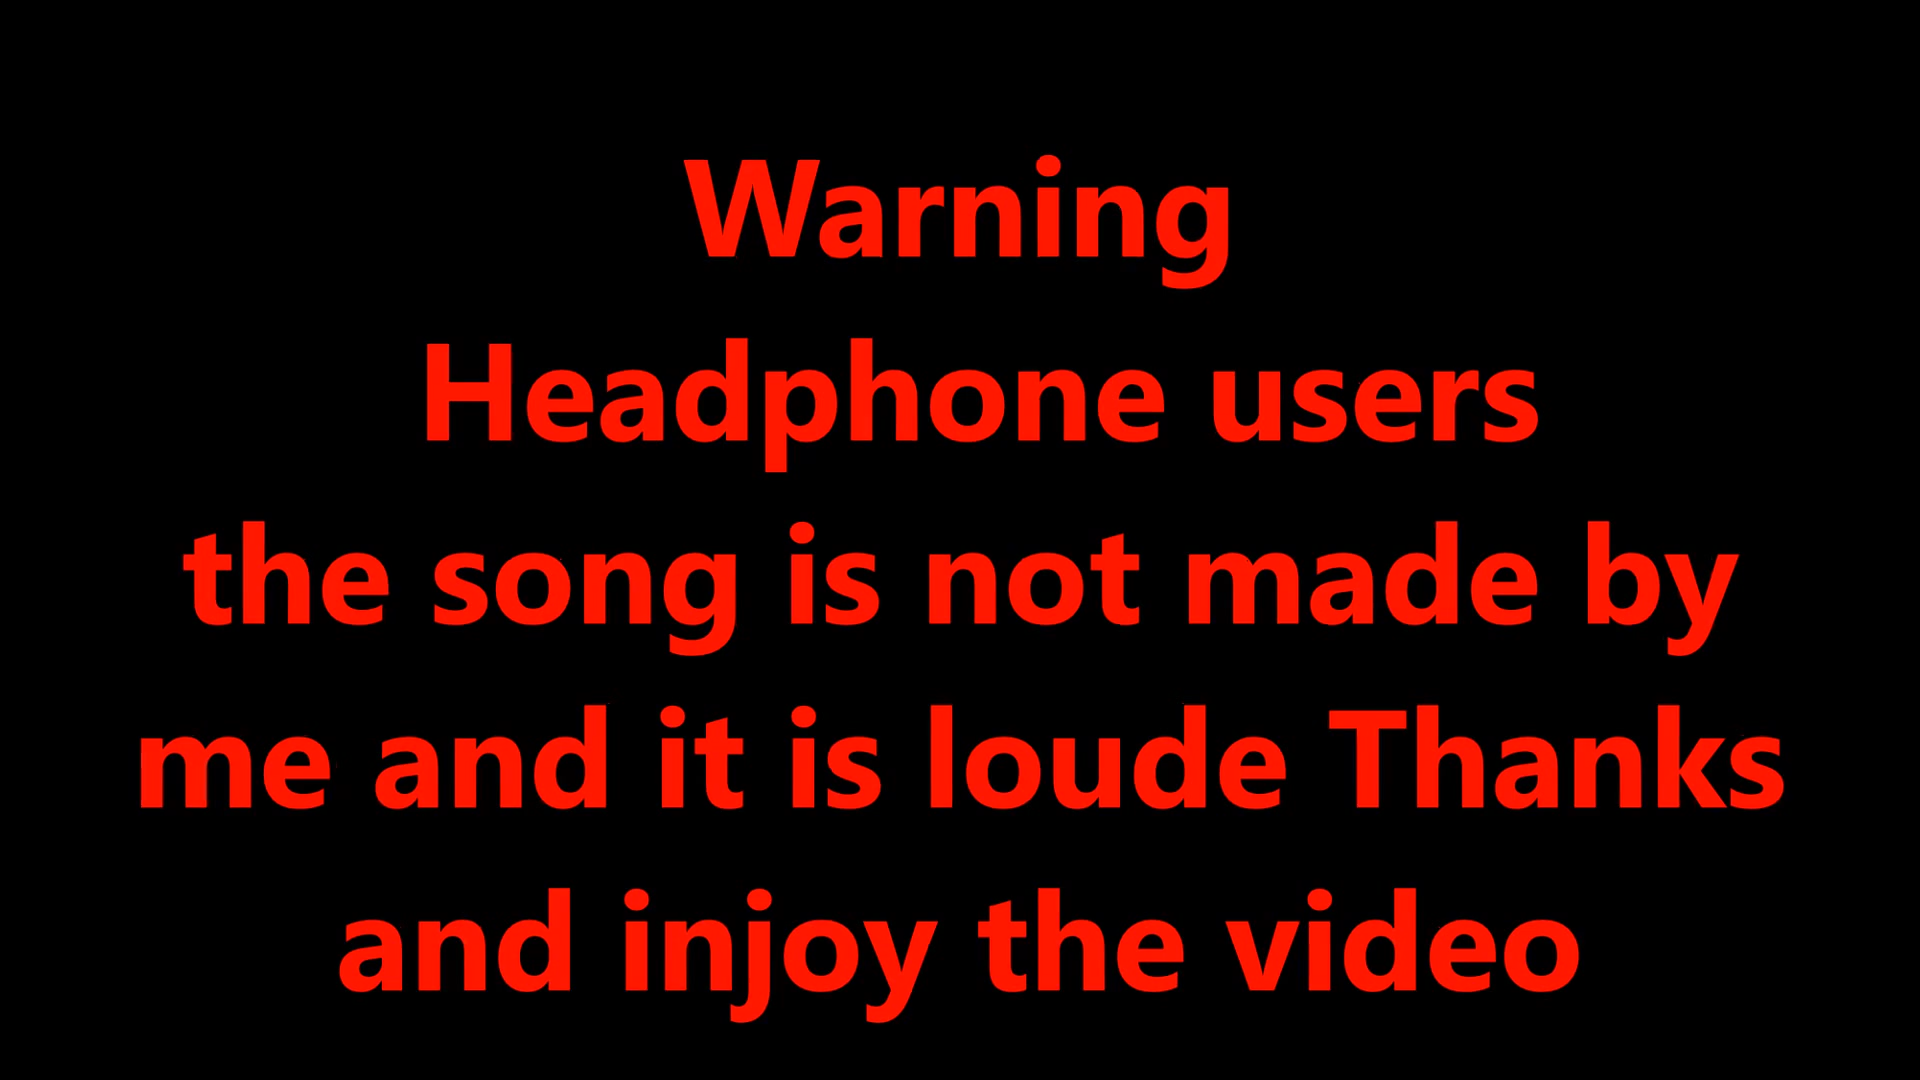 Warning
Headphone users
the song is not made by
me and it is loude Thanks
and injoy the video